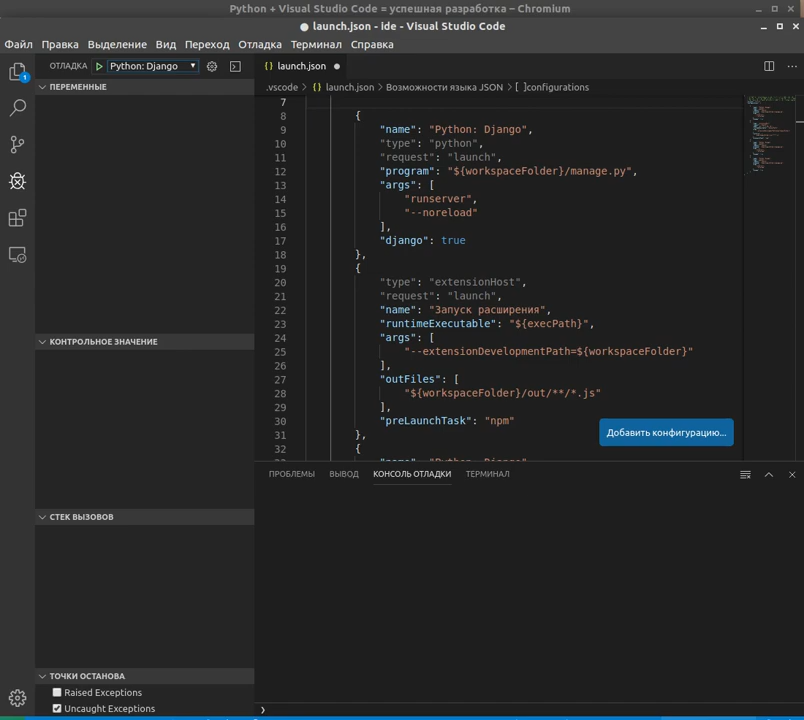 Python + Visual Studio Code = успешная разработка – Chromium
● launch.json - ide - Visual Studio Code
Файл Правка Выделение Вид Переход Отладка Терминал Справка
ОТЛАДКА Python: Django
1
ПЕРЕМЕННЫЕ
КОНТРОЛЬНОЕ ЗНАЧЕНИЕ
СТЕК ВЫЗОВОВ
ТОЧКИ ОСТАНОВА
Raised Exceptions
Uncaught Exceptions
{} launch.json ●
.vscode > {} launch.json > Возможности языка JSON > [ ]configurations
7
8 {
9 "name": "Python: Django",
10 "type": "python",
11 "request": "launch",
12 "program": "${workspaceFolder}/manage.py",
13 "args": [
14 "runserver",
15 "--noreload"
16 ],
17 "django": true
18 },
19 {
20 "type": "extensionHost",
21 "request": "launch",
22 "name": "Запуск расширения",
23 "runtimeExecutable": "${execPath}",
24 "args": [
25 "--extensionDevelopmentPath=${workspaceFolder}"
26 ],
27 "outFiles": [
28 "${workspaceFolder}/out/**/*.js"
29 ],
30 "preLaunchTask": "npm"
31 },
32 {
Добавить конфигурацию...
ПРОБЛЕМЫ ВЫВОД КОНСОЛЬ ОТЛАДКИ ТЕРМИНАЛ